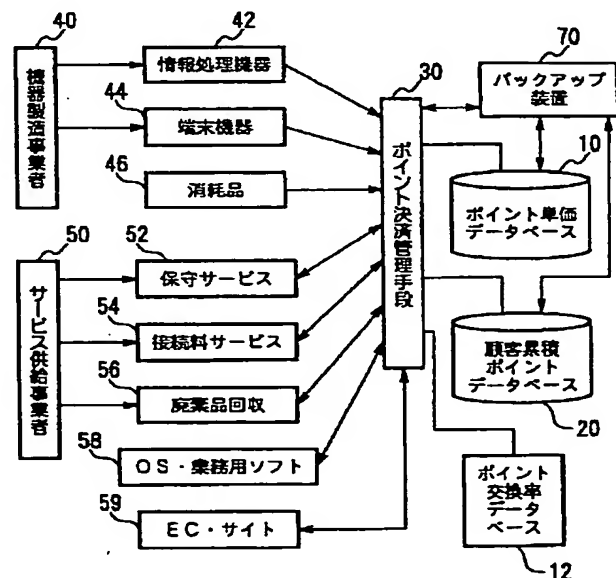 40
42
30
70
機器製造事業者
情報処理機器
バックアップ
装置
44
端末機器
10
46
消耗品
ポイント単価
データベース
ポイント決済管理手段
50
52
サービス供給事業者
保守サービス
54
接続料サービス
顧客累積
ポイント
データベース
56
廃棄品回収
20
58
OS・業務用ソフト
ポイント
交換率
データ
ベース
59
EC・サイト
12